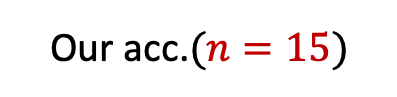 Our acc.(n = 15)